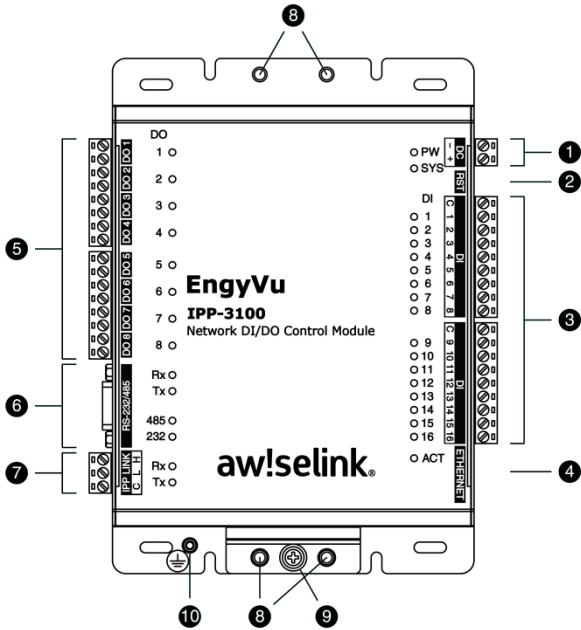 8
DO
1
2
3
4
5
6
7
8
DO 1
DO 2
DO 3
DO 4
DO 5
DO 6
DO 7
DO 8
5
Rx
Tx
485
232
RS-232/485
6
Rx
Tx
IPP LINK
C L H
7
EngyVu
IPP-3100
Network DI/DO Control Module
aw!selink®
PW
SYS
− +
DC
1
RST
2
DI
1
2
3
4
5
6
7
8
C 1 2 3 4 5 6 7 8
DI
3
9
10
11
12
13
14
15
16
C 9 10 11 12 13 14 15 16
DI
ACT
ETHERNET
4
10
8
9